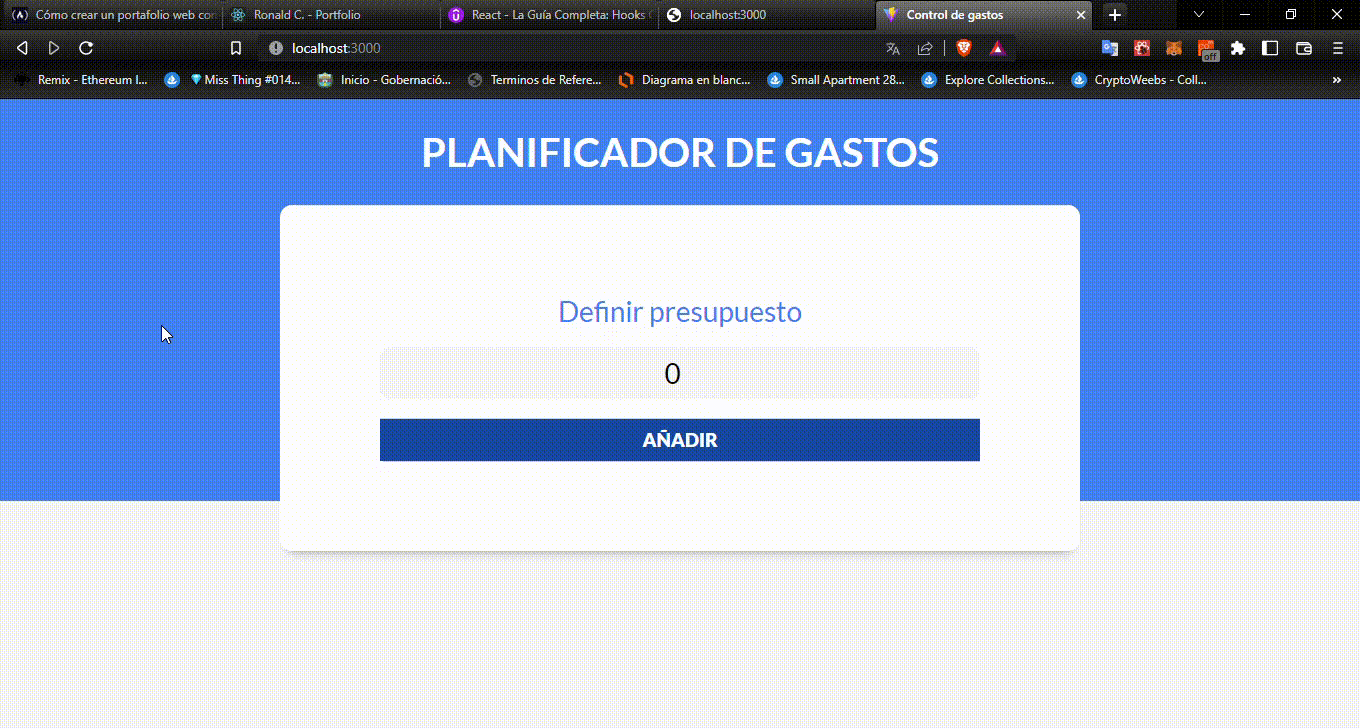 Cómo crear un portafolio web con
Ronald C. - Portfolio
React - La Guía Completa: Hooks
localhost:3000
Control de gastos
localhost:3000
off
Remix - Ethereum I...
Miss Thing #014...
Inicio - Gobernació...
Terminos de Refere...
Diagrama en blanc...
Small Apartment 28...
Explore Collections...
CryptoWeebs - Coll...
PLANIFICADOR DE GASTOS
Definir presupuesto
0
AÑADIR